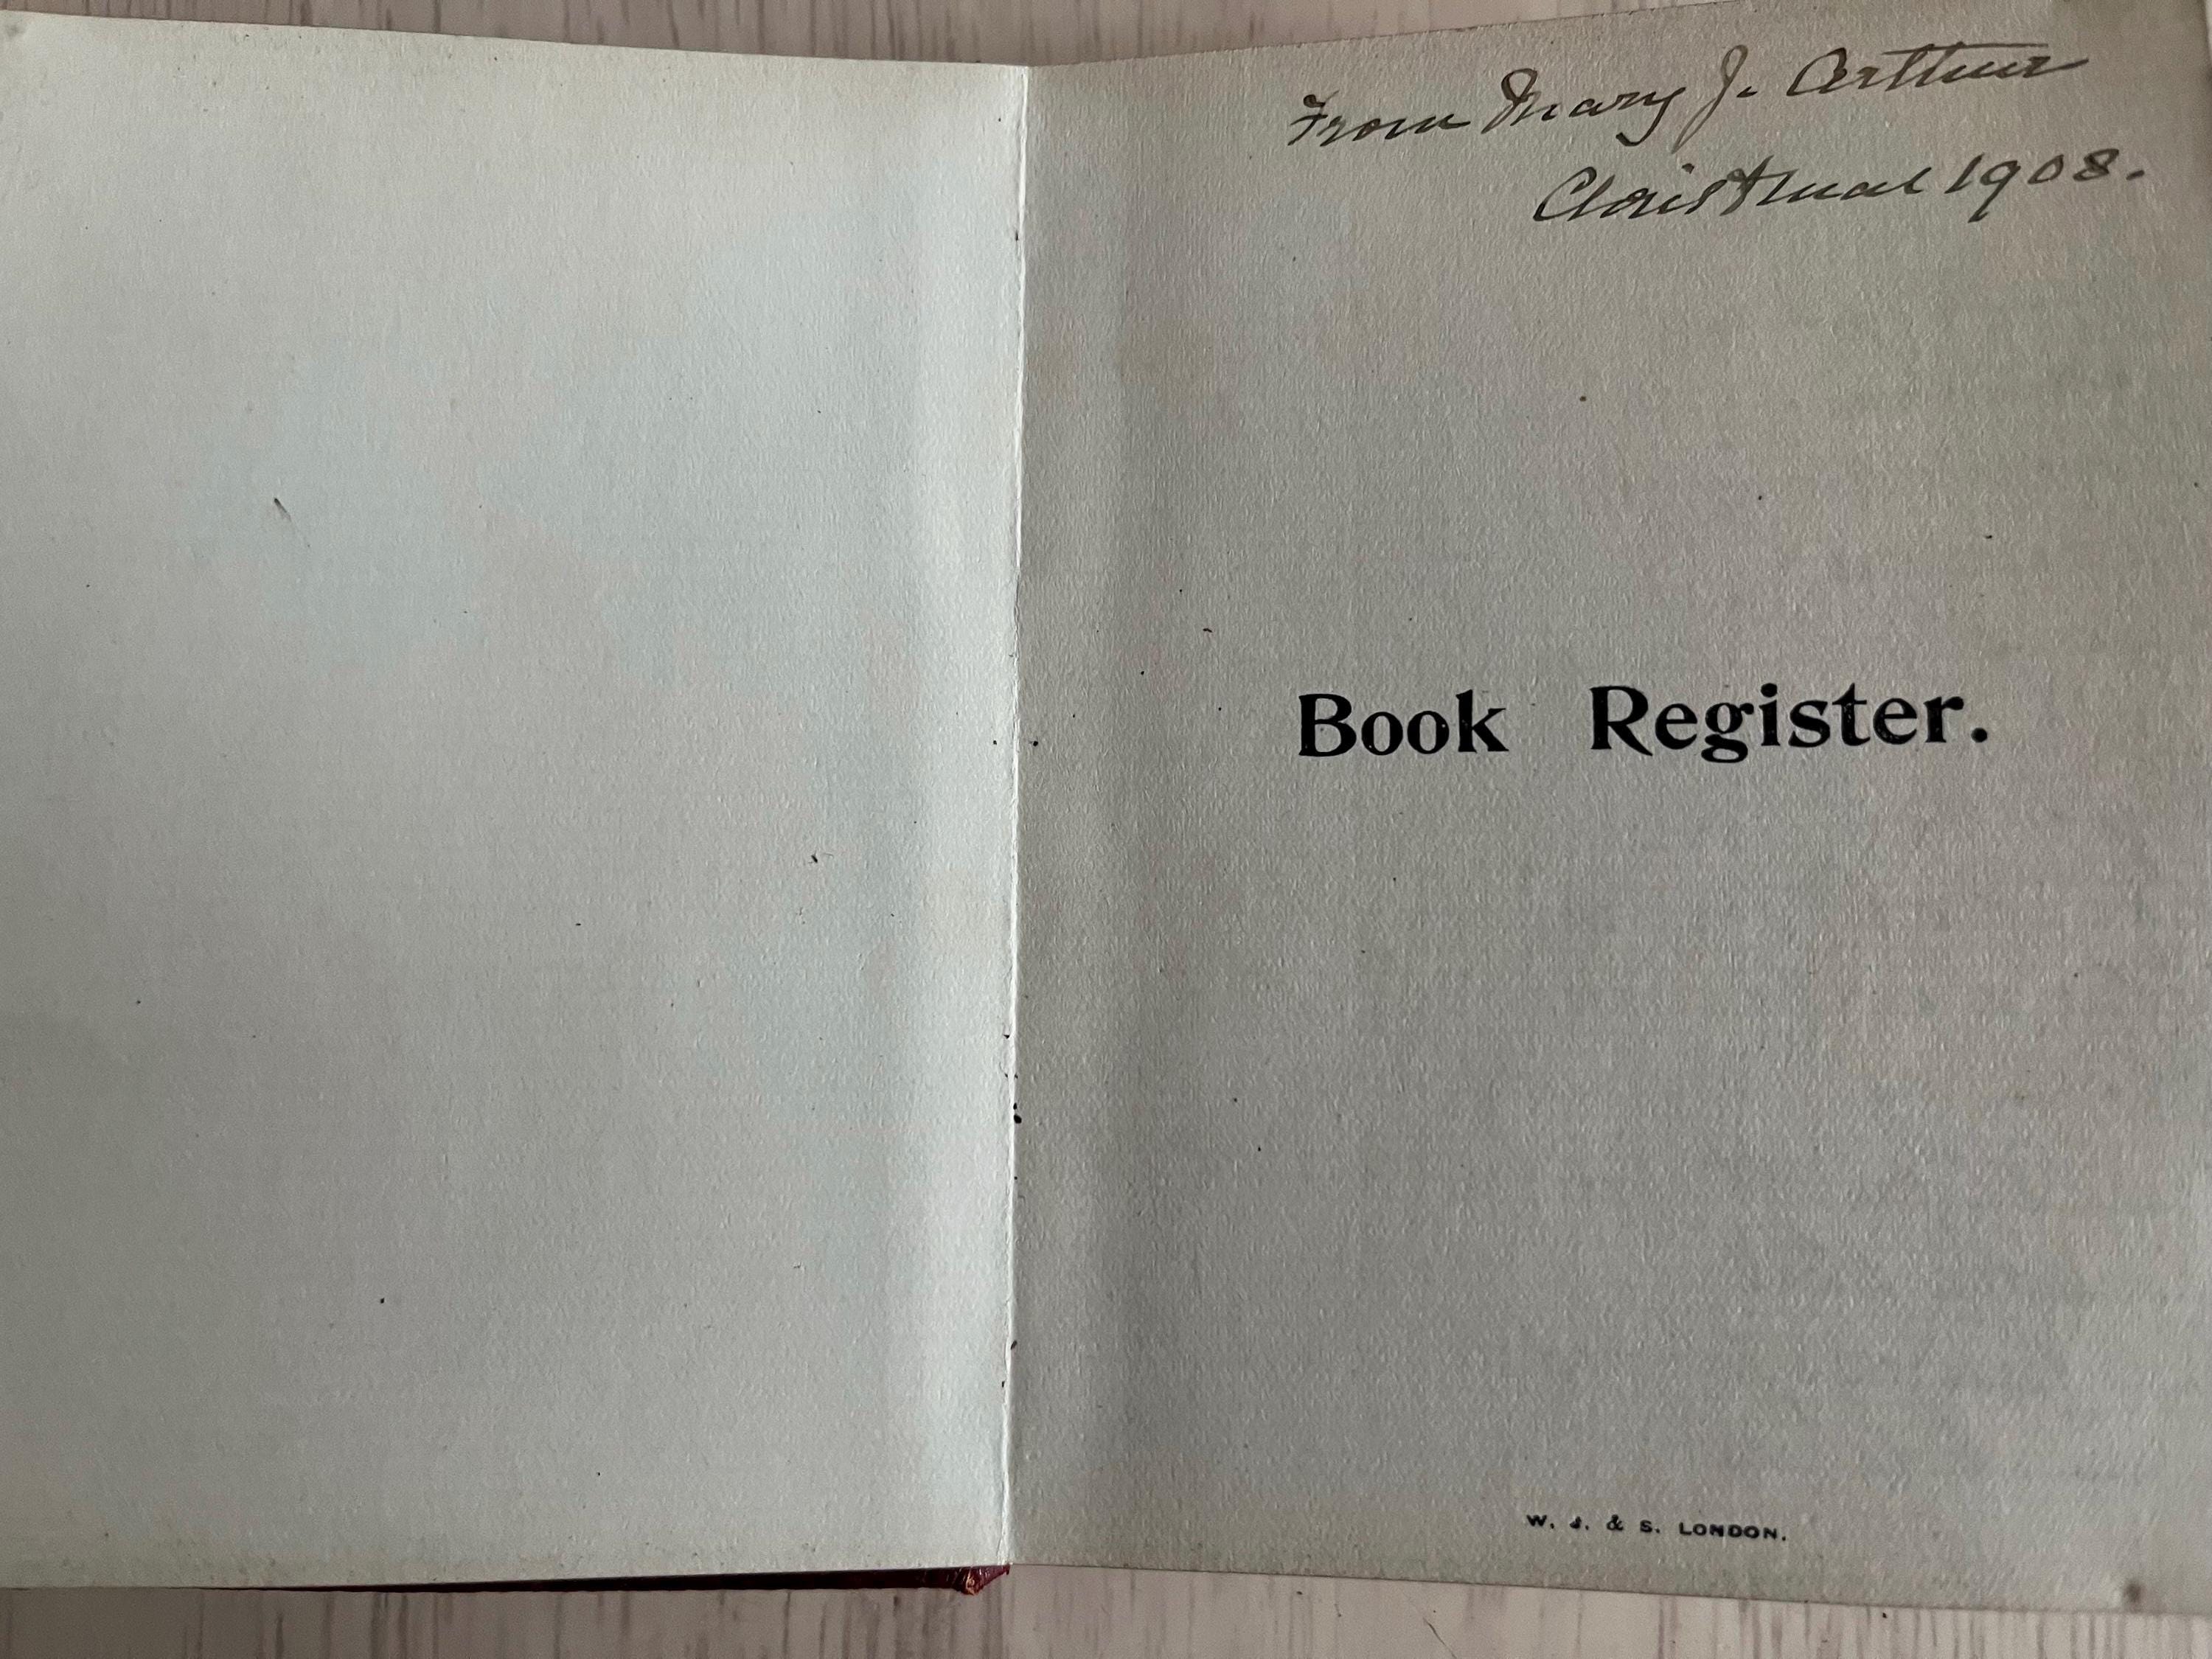 From Mary J. Arthur
Christmas 1908.
Book Register.
W. J. & S. LONDON.